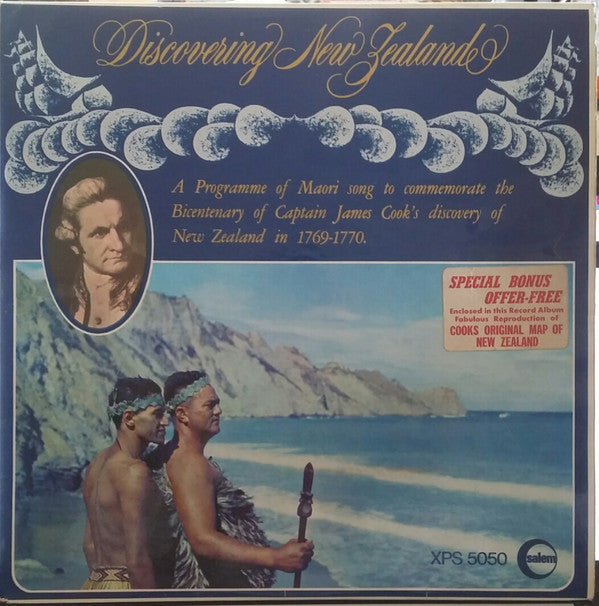 Discovering New Zealand
A Programme of Maori song to commemorate the
Bicentenary of Captain James Cook's discovery of
New Zealand in 1769-1770.
SPECIAL BONUS
OFFER-FREE
Enclosed in this Record Album
Fabulous Reproduction of
COOKS ORIGINAL MAP OF
NEW ZEALAND
XPS 5050
salem